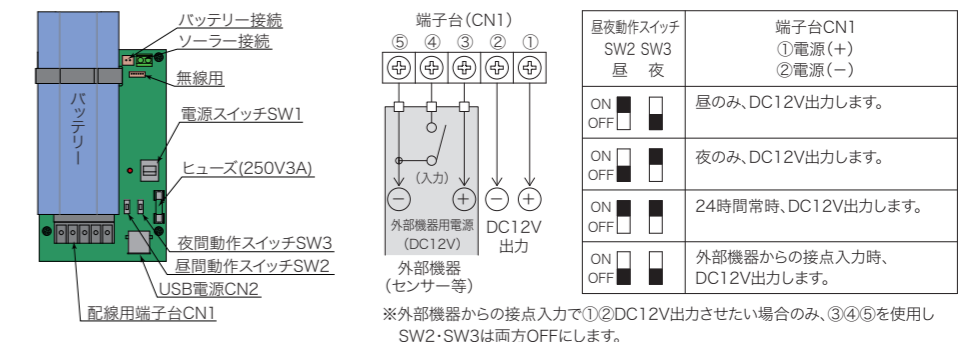 バッテリー接続
ソーラー接続
無線用
バッテリー
電源スイッチSW1
ヒューズ(250V3A)
夜間動作スイッチSW3
昼間動作スイッチSW2
USB電源CN2
配線用端子台CN1
端子台(CN1)
⑤ ④ ③ ② ①
(入力)
− + − +
外部機器用電源
(DC12V)
DC12V
出力
外部機器
(センサー等)
昼夜動作スイッチ
SW2 SW3
昼 夜
端子台CN1
①電源(+)
②電源(−)
ON
OFF
昼のみ、DC12V出力します。
ON
OFF
夜のみ、DC12V出力します。
ON
OFF
24時間常時、DC12V出力します。
ON
OFF
外部機器からの接点入力時、
DC12V出力します。
※外部機器からの接点入力で①②DC12V出力させたい場合のみ、③④⑤を使用し
SW2・SW3は両方OFFにします。